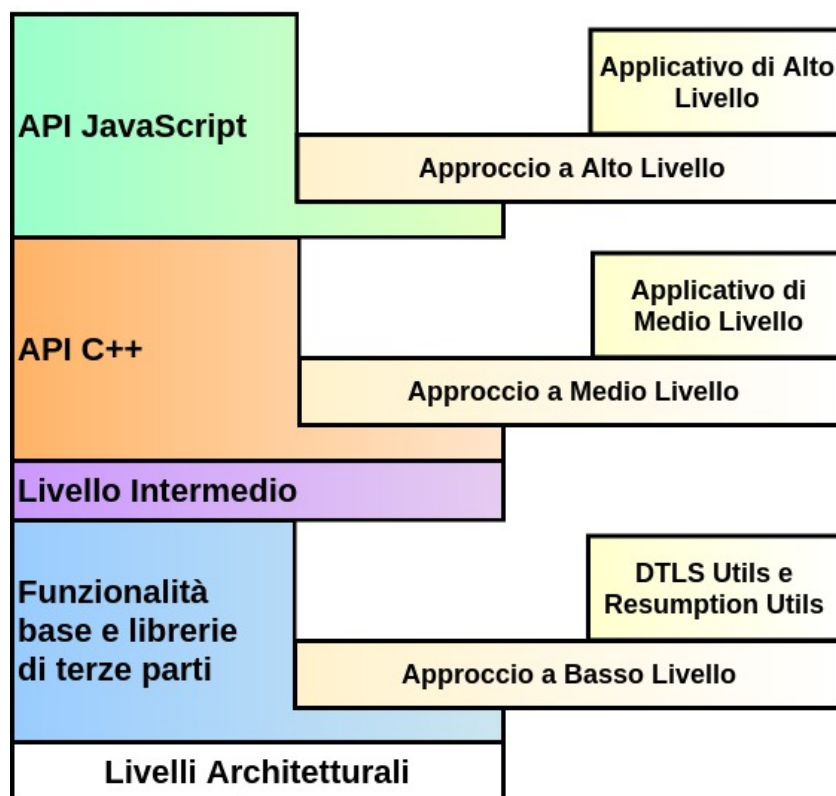 Applicativo di Alto
Livello
API JavaScript
Approccio a Alto Livello
Applicativo di
Medio Livello
API C++
Approccio a Medio Livello
Livello Intermedio
DTLS Utils e
Resumption Utils
Funzionalità
base e librerie
di terze parti
Approccio a Basso Livello
Livelli Architetturali